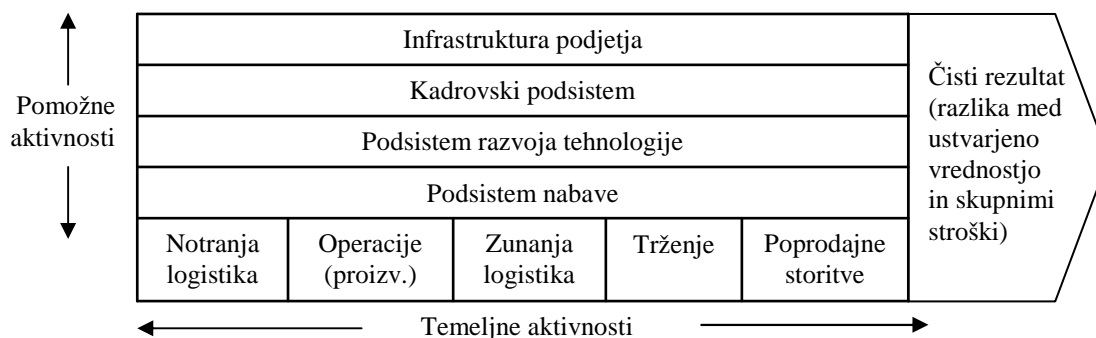 Infrastruktura podjetja
Kadrovski podsistem
Podsistem razvoja tehnologije
Podsistem nabave
Pomožne
aktivnosti
Notranja
logistika
Operacije
(proizv.)
Zunanja
logistika
Trženje
Poprodajne
storitve
Čisti rezultat
(razlika med
ustvarjeno
vrednostjo
in skupnimi
stroški)
Temeljne aktivnosti